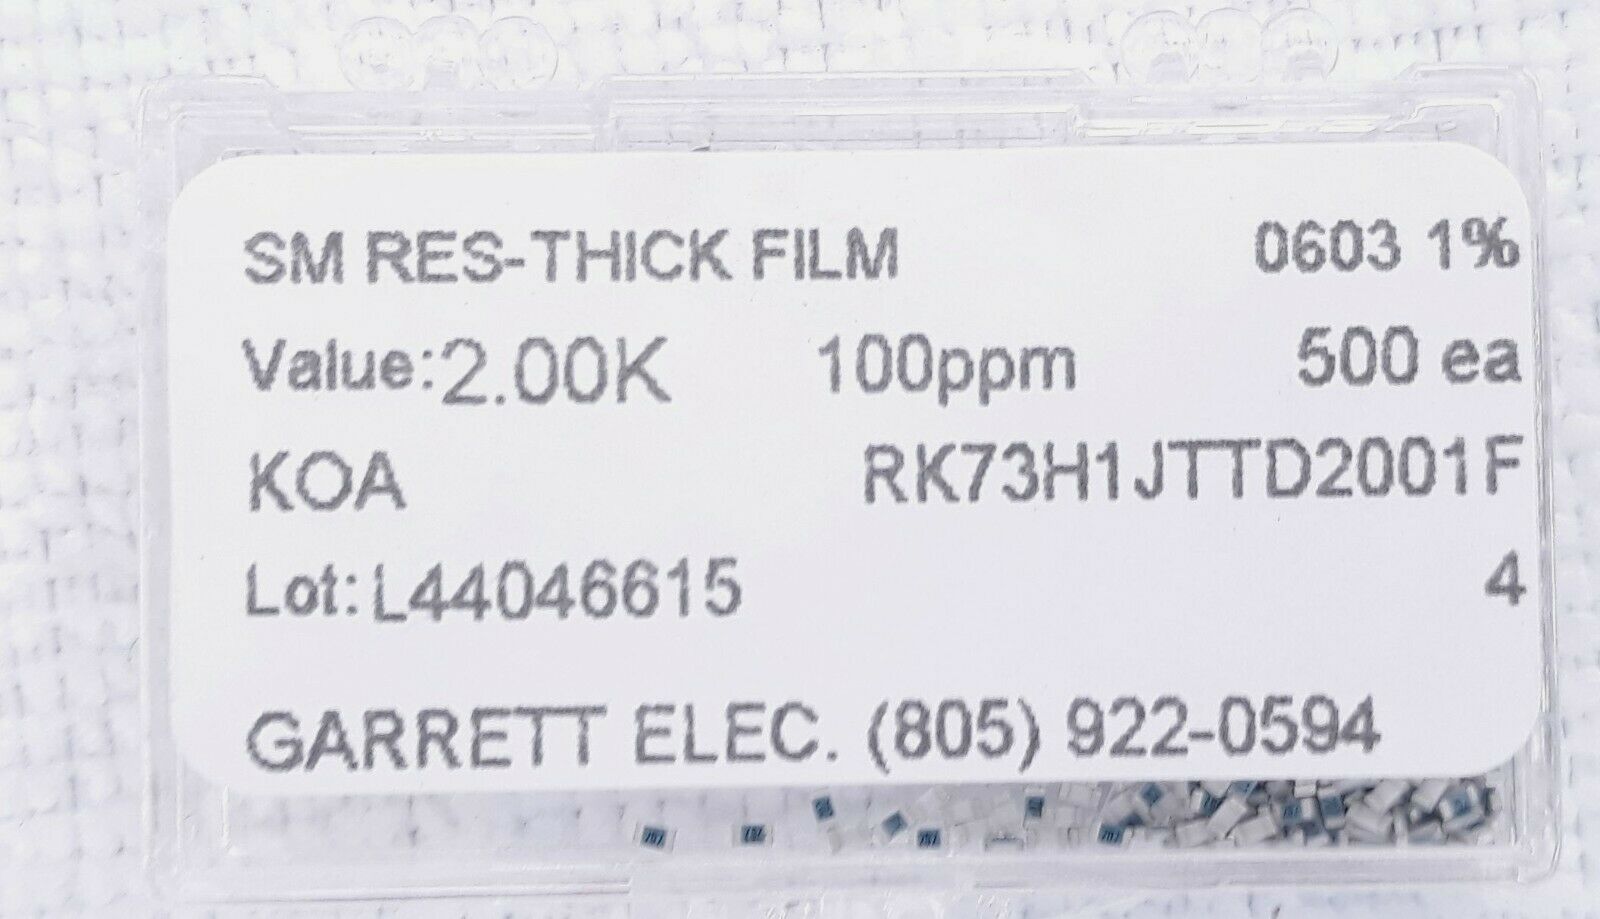 SM RES-THICK FILM 0603 1%
Value: 2.00K 100ppm 500 ea
KOA RK73H1JTTD2001F
Lot: L44046615 4
GARRETT ELEC. (805) 922-0594